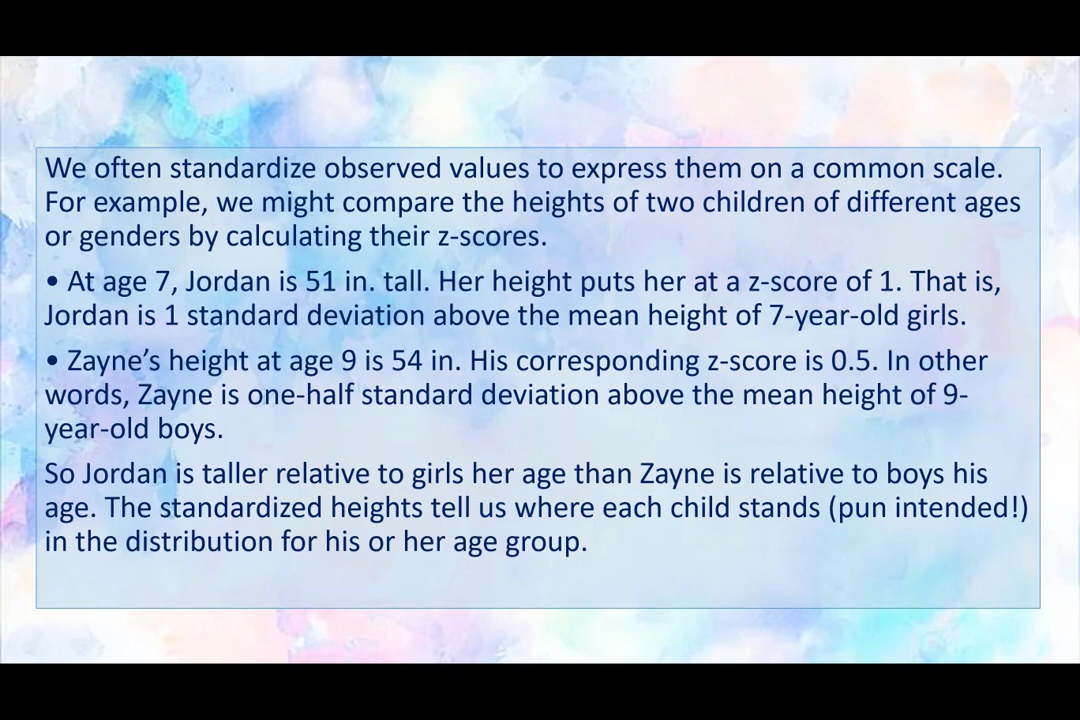 We often standardize observed values to express them on a common scale.
For example, we might compare the heights of two children of different ages
or genders by calculating their z-scores.
• At age 7, Jordan is 51 in. tall. Her height puts her at a z-score of 1. That is,
Jordan is 1 standard deviation above the mean height of 7-year-old girls.
• Zayne’s height at age 9 is 54 in. His corresponding z-score is 0.5. In other
words, Zayne is one-half standard deviation above the mean height of 9-
year-old boys.
So Jordan is taller relative to girls her age than Zayne is relative to boys his
age. The standardized heights tell us where each child stands (pun intended!)
in the distribution for his or her age group.